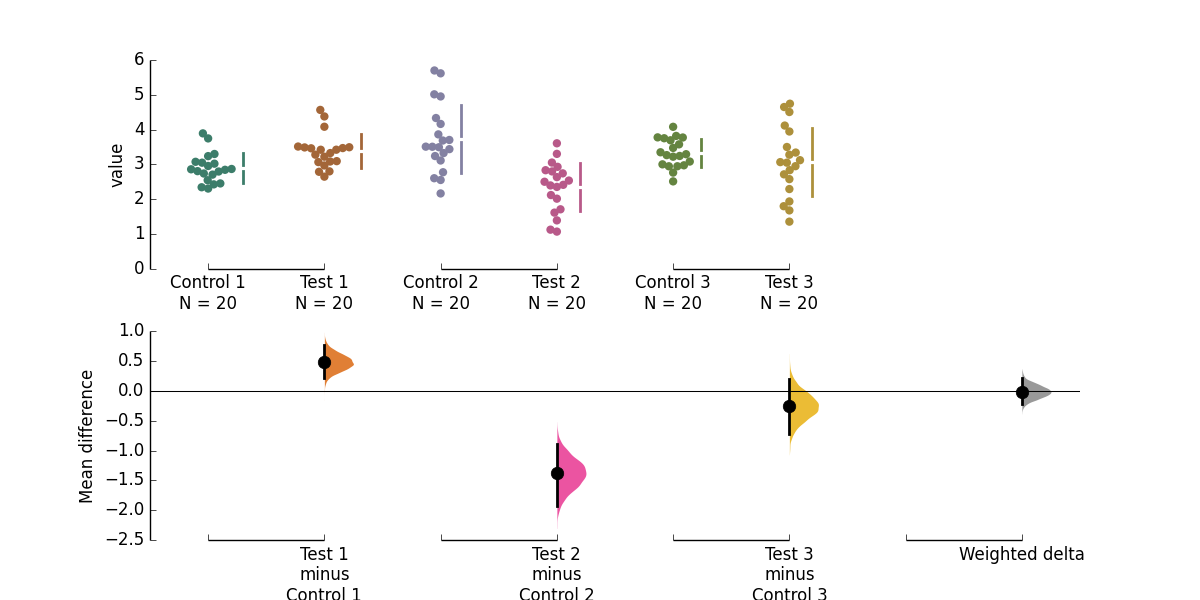 6
5
4
3
2
1
0
value
Control 1 Test 1 Control 2 Test 2 Control 3 Test 3
N = 20 N = 20 N = 20 N = 20 N = 20 N = 20
1.0
0.5
0.0
−0.5
−1.0
−1.5
−2.0
−2.5
Mean difference
Test 1 Test 2 Test 3 Weighted delta
minus minus minus
Control 1 Control 2 Control 3